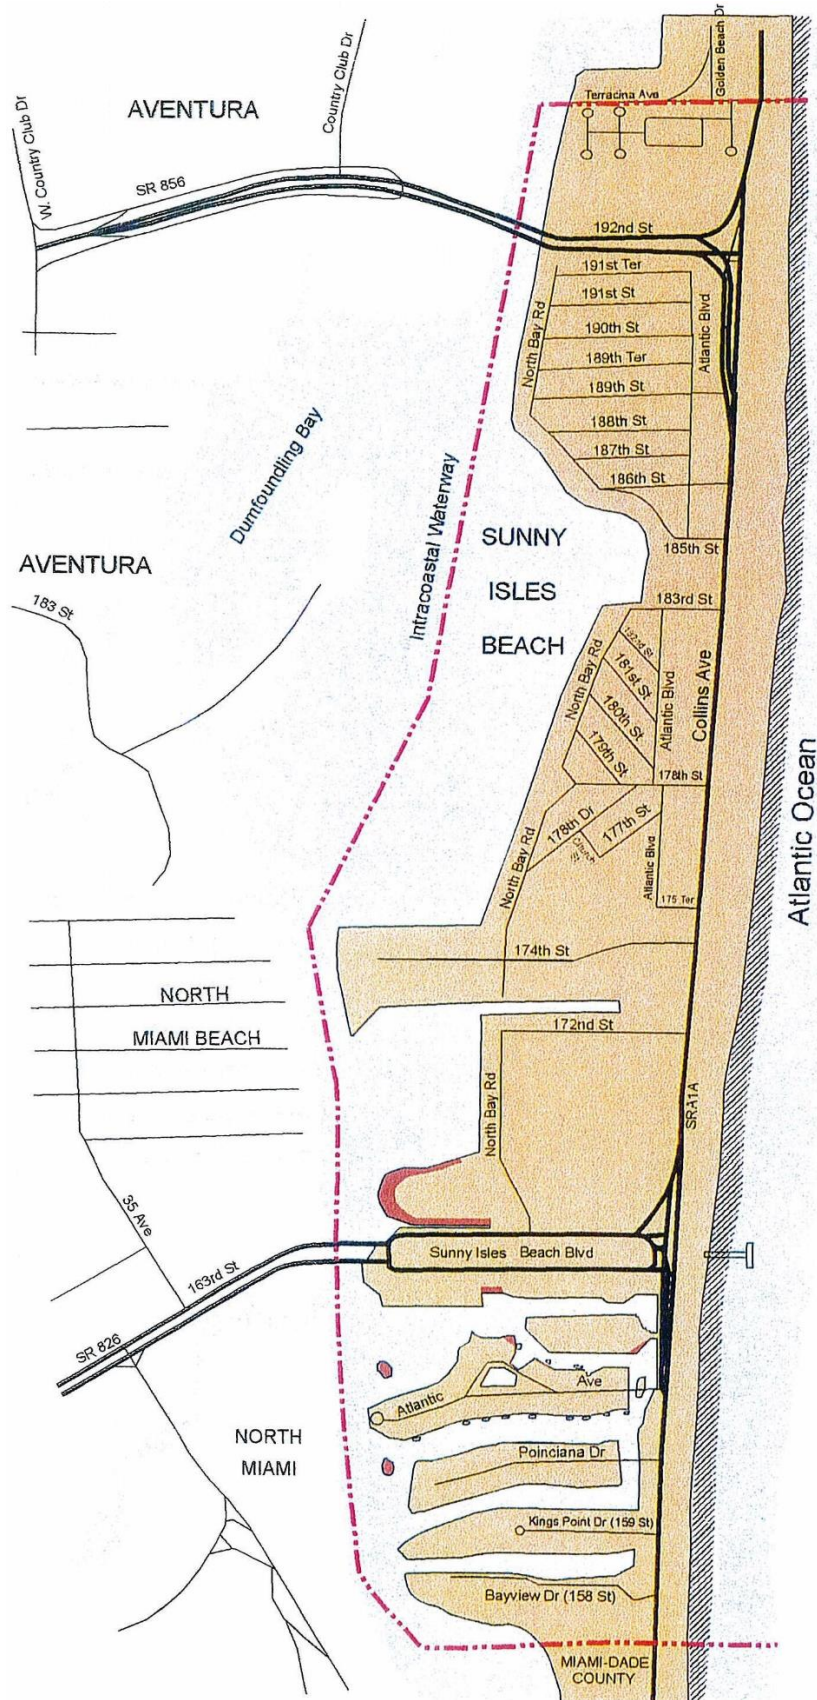 Golden Beach Dr
Country Club Dr
W. Country Club Dr
AVENTURA
Terracina Ave
SR 856
192nd St
191st Ter
191st St
190th St
189th Ter
189th St
188th St
187th St
186th St
North Bay Rd
Atlantic Blvd
Dumfoundling Bay
Intracoastal Waterway
SUNNY
ISLES
BEACH
185th St
AVENTURA
183 St
183rd St
192nd St
181st St
180th St
179th St
North Bay Rd
Atlantic Blvd
Collins Ave
178th St
178th Dr
177th St
North Bay Rd
Atlantic Blvd
175 Ter
Atlantic Ocean
174th St
NORTH
MIAMI BEACH
172nd St
North Bay Rd
SRA1A
35 Ave
163rd St
SR 826
Sunny Isles Beach Blvd
Atlantic Ave
NORTH
MIAMI
Poinciana Dr
Kings Point Dr (159 St)
Bayview Dr (158 St)
MIAMI-DADE
COUNTY